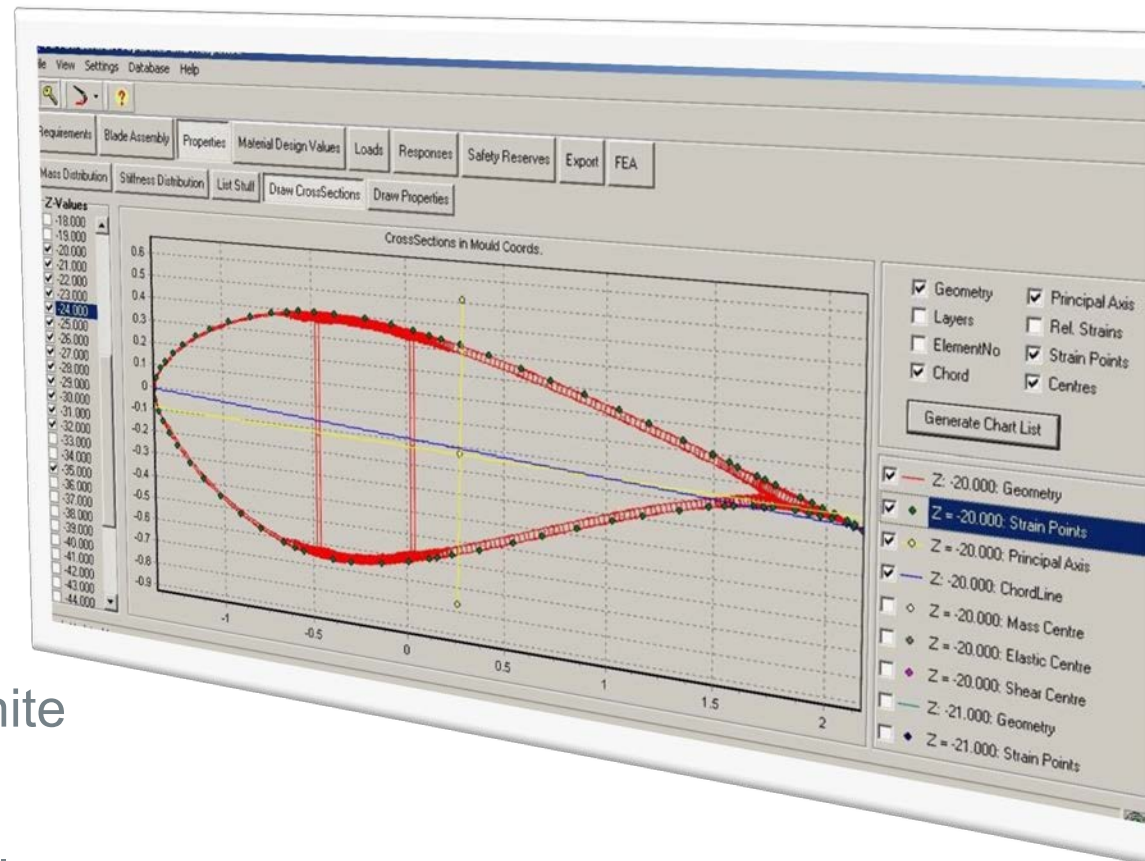 View Settings Database Help
Requirements Blade Assembly Properties Material Design Values Loads Responses Safety Reserves Export FEA
Mass Distribution Stiffness Distribution List Stuff Draw CrossSections Draw Properties
Z-Values
-18.000
-19.000
-20.000
-21.000
-22.000
-23.000
-24.000
-25.000
-26.000
-27.000
-28.000
-29.000
-30.000
-31.000
-32.000
-33.000
-34.000
-35.000
-36.000
-37.000
-38.000
-39.000
-40.000
-41.000
-42.000
-43.000
-44.000
CrossSections in Mould Coords.
0.6
0.5
0.4
0.3
0.2
0.1
0
-0.1
-0.2
-0.3
-0.4
-0.5
-0.6
-0.7
-0.8
-0.9
-1 -0.5 0 0.5 1 1.5 2
Geometry Principal Axis
Layers Rel. Strains
ElementNo Strain Points
Chord Centres
Generate Chart List
Z: -20.000: Geometry
Z = -20.000: Strain Points
Z = -20.000: Principal Axis
Z: -20.000: ChordLine
Z = -20.000: Mass Centre
Z = -20.000: Elastic Centre
Z = -20.000: Shear Centre
Z: -21.000: Geometry
Z = -21.000: Strain Points
nite